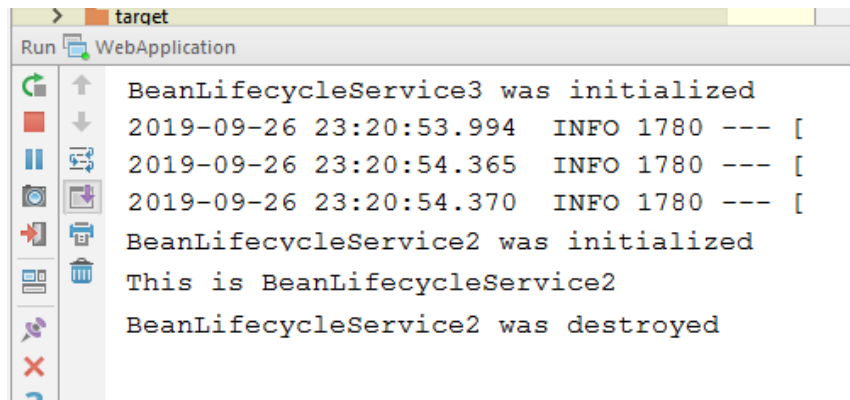 target
Run WebApplication
BeanLifecycleService3 was initialized
2019-09-26 23:20:53.994 INFO 1780 --- [
2019-09-26 23:20:54.365 INFO 1780 --- [
2019-09-26 23:20:54.370 INFO 1780 --- [
BeanLifecycleService2 was initialized
This is BeanLifecycleService2
BeanLifecycleService2 was destroyed